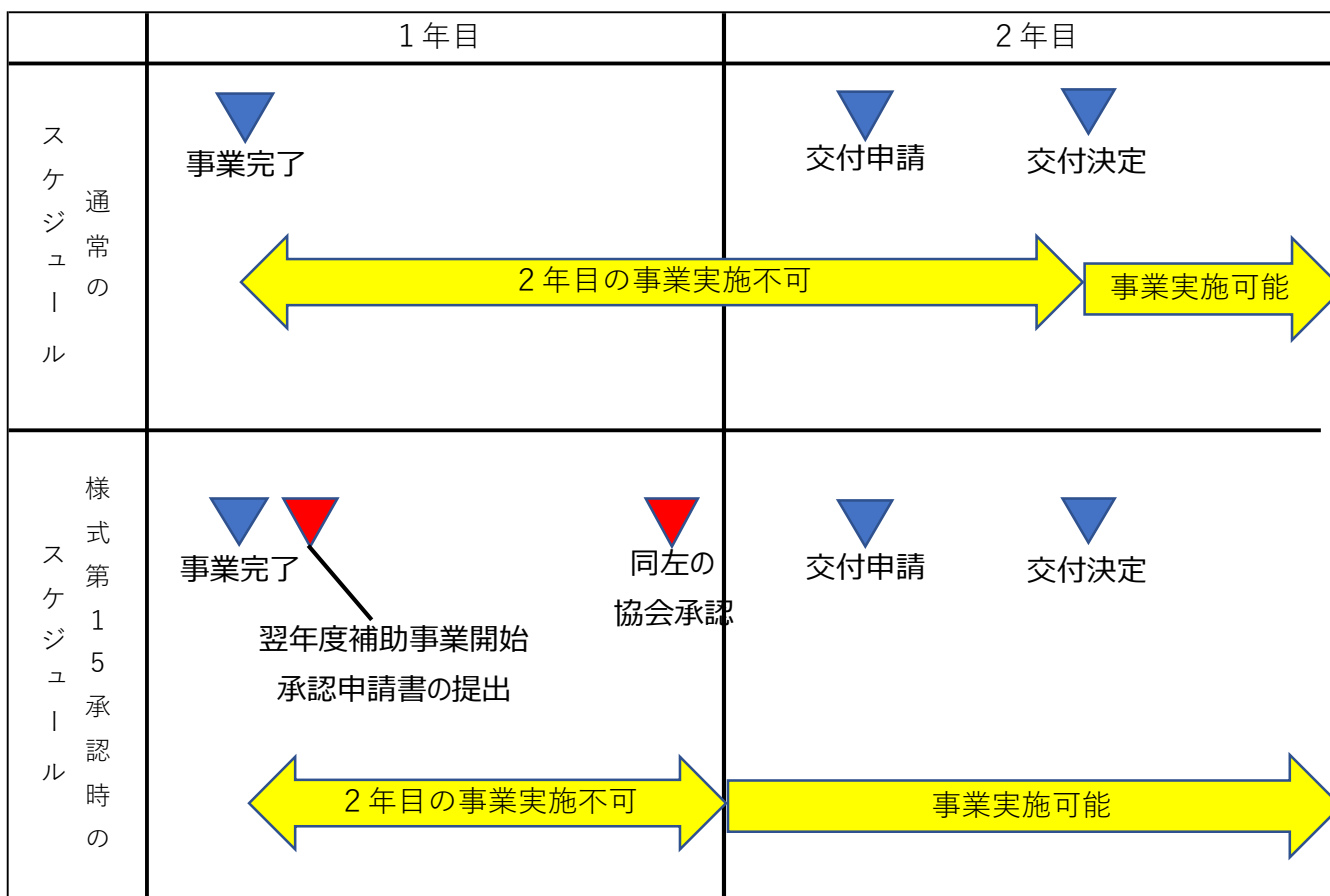 1年目
2年目
通常の
スケジュール
事業完了
交付申請
交付決定
2年目の事業実施不可
事業実施可能
様式第15承認時の
スケジュール
事業完了
翌年度補助事業開始
承認申請書の提出
同左の
協会承認
交付申請
交付決定
2年目の事業実施不可
事業実施可能